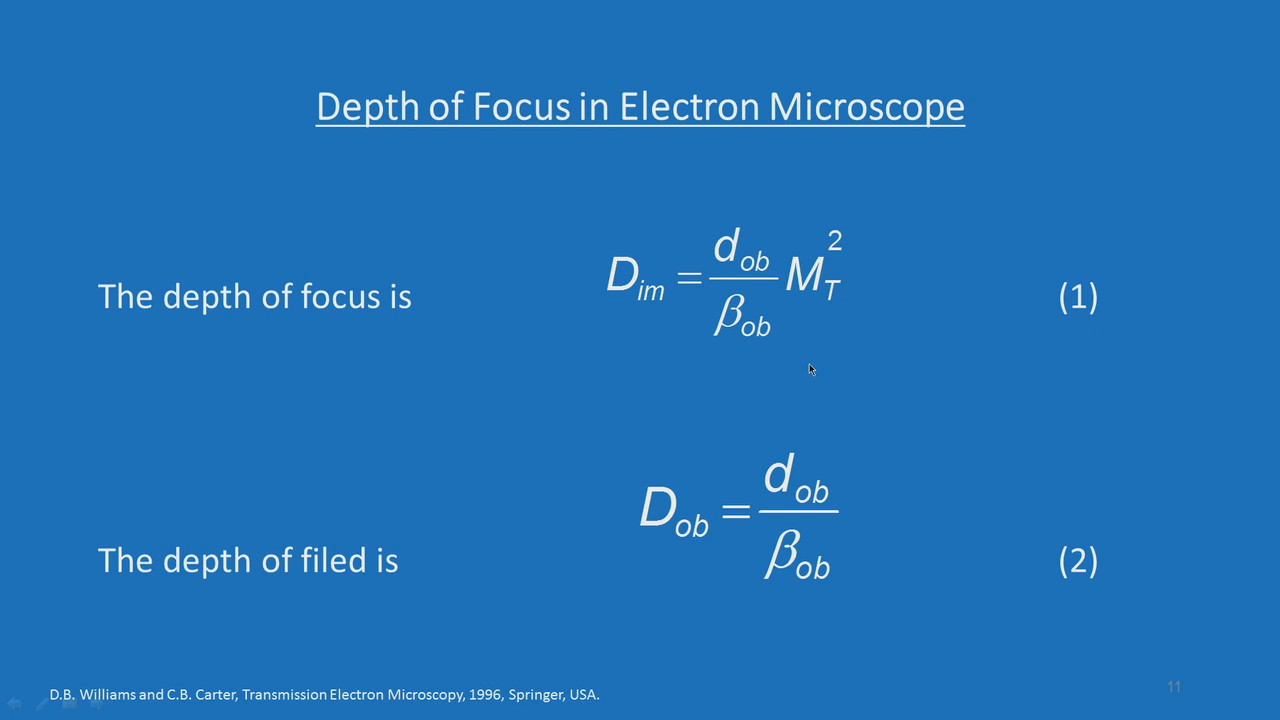 Depth of Focus in Electron Microscope
The depth of focus is D_im = d_ob / β_ob M_T^2 (1)
The depth of filed is D_ob = d_ob / β_ob (2)
D.B. Williams and C.B. Carter, Transmission Electron Microscopy, 1996, Springer, USA.
11